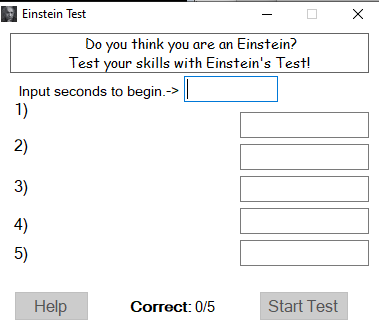 Einstein Test
Do you think you are an Einstein?
Test your skills with Einstein's Test!
Input seconds to begin.->
1)
2)
3)
4)
5)
Help
Correct: 0/5
Start Test